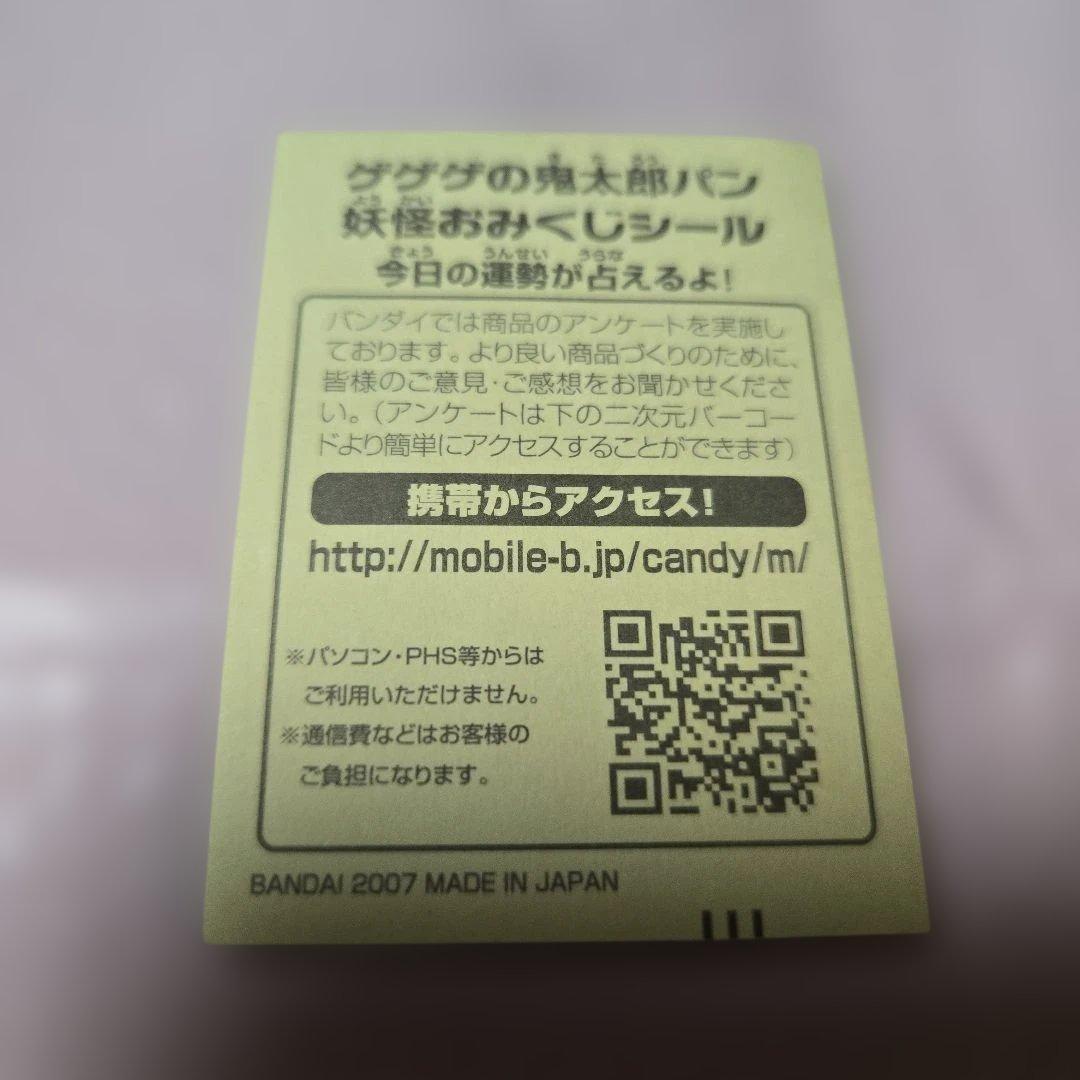 ゲゲゲの鬼太郎パン
妖怪おみくじシール
今日の運勢が占えるよ!
バンダイでは商品のアンケートを実施し
ております。より良い商品づくりのために、
皆様のご意見・ご感想をお聞かせくださ
い。(アンケートは下の二次元バーコー
ドより簡単にアクセスすることができます)
携帯からアクセス!
http://mobile-b.jp/candy/m/
※パソコン・PHS等からは
ご利用いただけません。
※通信費などはお客様の
ご負担になります。
BANDAI 2007 MADE IN JAPAN